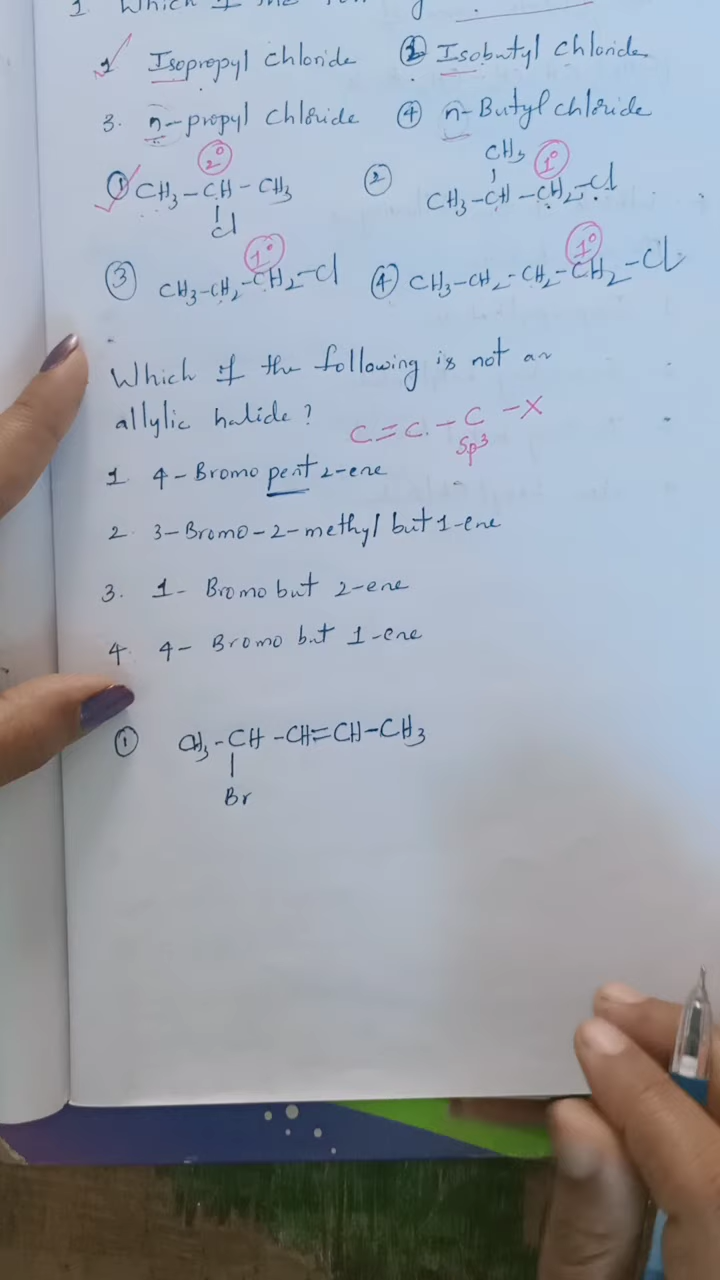 1. Which of the
1 Isopropyl chloride ② Isobutyl chloride
3. n-propyl chloride ④ n-Butyl chloride
① CH3-CH-CH3 2°
Cl
② CH3
CH3-CH-CH2-Cl 1°
③ CH3-CH2-CH2-Cl 1°
④ CH3-CH2-CH2-CH2-Cl 1°
Which of the following is not an
allylic halide?
C=C-C-X
Sp3
1 4-Bromo pent 2-ene
2. 3-Bromo-2-methyl but 1-ene
3. 1- Bromo but 2-ene
4. 4- Bromo but 1-ene
① CH3-CH-CH=CH-CH3
Br